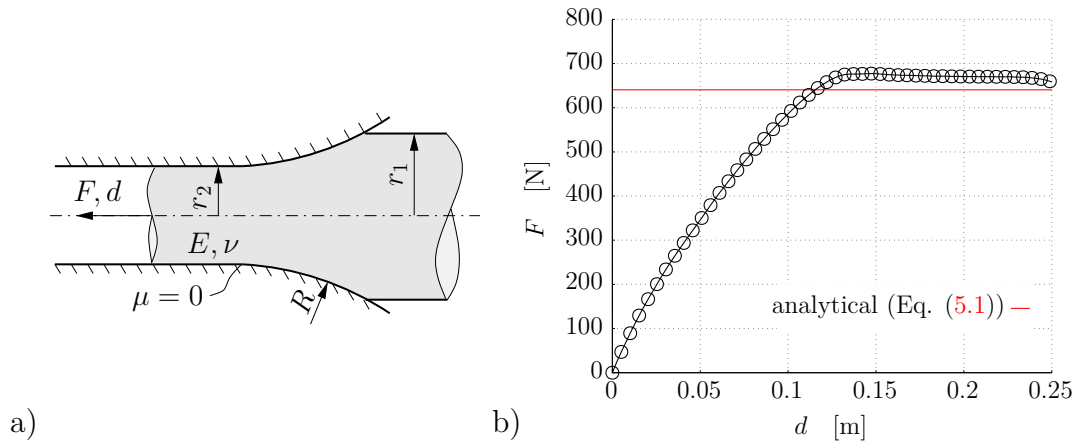 F, d
r₂
r₁
E, ν
μ = 0
R
a)
800
700
600
500
400
300
200
100
0
F [N]
analytical (Eq. (5.1))
0 0.05 0.1 0.15 0.2 0.25
d [m]
b)